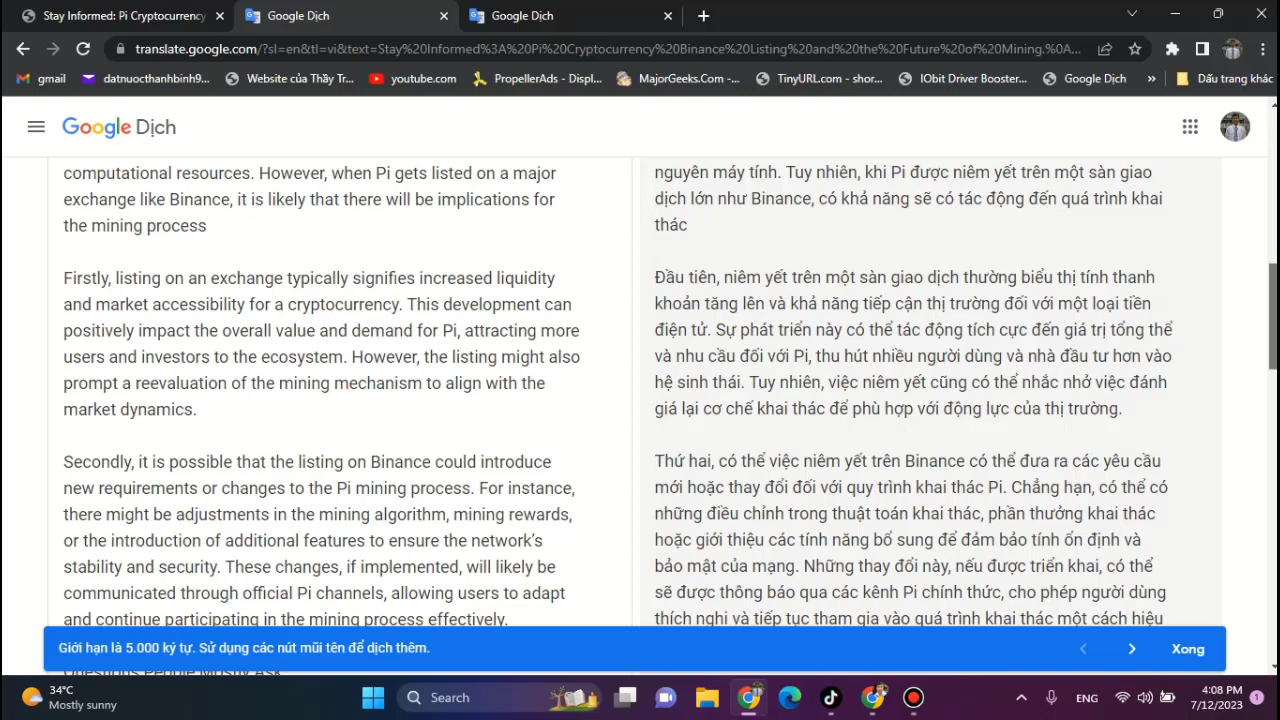 Stay Informed: Pi Cryptocurrency
Google Dịch
Google Dịch
translate.google.com/?sl=en&tl=vi&text=Stay%20Informed%3A%20Pi%20Cryptocurrency%20Binance%20Listing%20and%20the%20Future%20of%20Mining.%0A...
gmail
datnuocthanhbinh9...
Website của Thầy Tr...
youtube.com
PropellerAds - Displ...
MajorGeeks.Com -...
TinyURL.com - shor...
IObit Driver Booster...
Google Dịch
»
Dấu trang khác
Google Dịch
computational resources. However, when Pi gets listed on a major
exchange like Binance, it is likely that there will be implications for
the mining process
Firstly, listing on an exchange typically signifies increased liquidity
and market accessibility for a cryptocurrency. This development can
positively impact the overall value and demand for Pi, attracting more
users and investors to the ecosystem. However, the listing might also
prompt a reevaluation of the mining mechanism to align with the
market dynamics.
Secondly, it is possible that the listing on Binance could introduce
new requirements or changes to the Pi mining process. For instance,
there might be adjustments in the mining algorithm, mining rewards,
or the introduction of additional features to ensure the network’s
stability and security. These changes, if implemented, will likely be
communicated through official Pi channels, allowing users to adapt
and continue participating in the mining process effectively.
Questions People Mostly Ask
nguyên máy tính. Tuy nhiên, khi Pi được niêm yết trên một sàn giao
dịch lớn như Binance, có khả năng sẽ có tác động đến quá trình khai
thác
Đầu tiên, niêm yết trên một sàn giao dịch thường biểu thị tính thanh
khoản tăng lên và khả năng tiếp cận thị trường đối với một loại tiền
điện tử. Sự phát triển này có thể tác động tích cực đến giá trị tổng thể
và nhu cầu đối với Pi, thu hút nhiều người dùng và nhà đầu tư hơn vào
hệ sinh thái. Tuy nhiên, việc niêm yết cũng có thể nhắc nhở việc đánh
giá lại cơ chế khai thác để phù hợp với động lực của thị trường.
Thứ hai, có thể việc niêm yết trên Binance có thể đưa ra các yêu cầu
mới hoặc thay đổi đối với quy trình khai thác Pi. Chẳng hạn, có thể có
những điều chỉnh trong thuật toán khai thác, phần thưởng khai thác
hoặc giới thiệu các tính năng bổ sung để đảm bảo tính ổn định và
bảo mật của mạng. Những thay đổi này, nếu được triển khai, có thể
sẽ được thông báo qua các kênh Pi chính thức, cho phép người dùng
thích nghi và tiếp tục tham gia vào quá trình khai thác một cách hiệu
Giới hạn là 5.000 ký tự. Sử dụng các nút mũi tên để dịch thêm.
Xong
34°C
Mostly sunny
Search
ENG
4:08 PM
7/12/2023
1